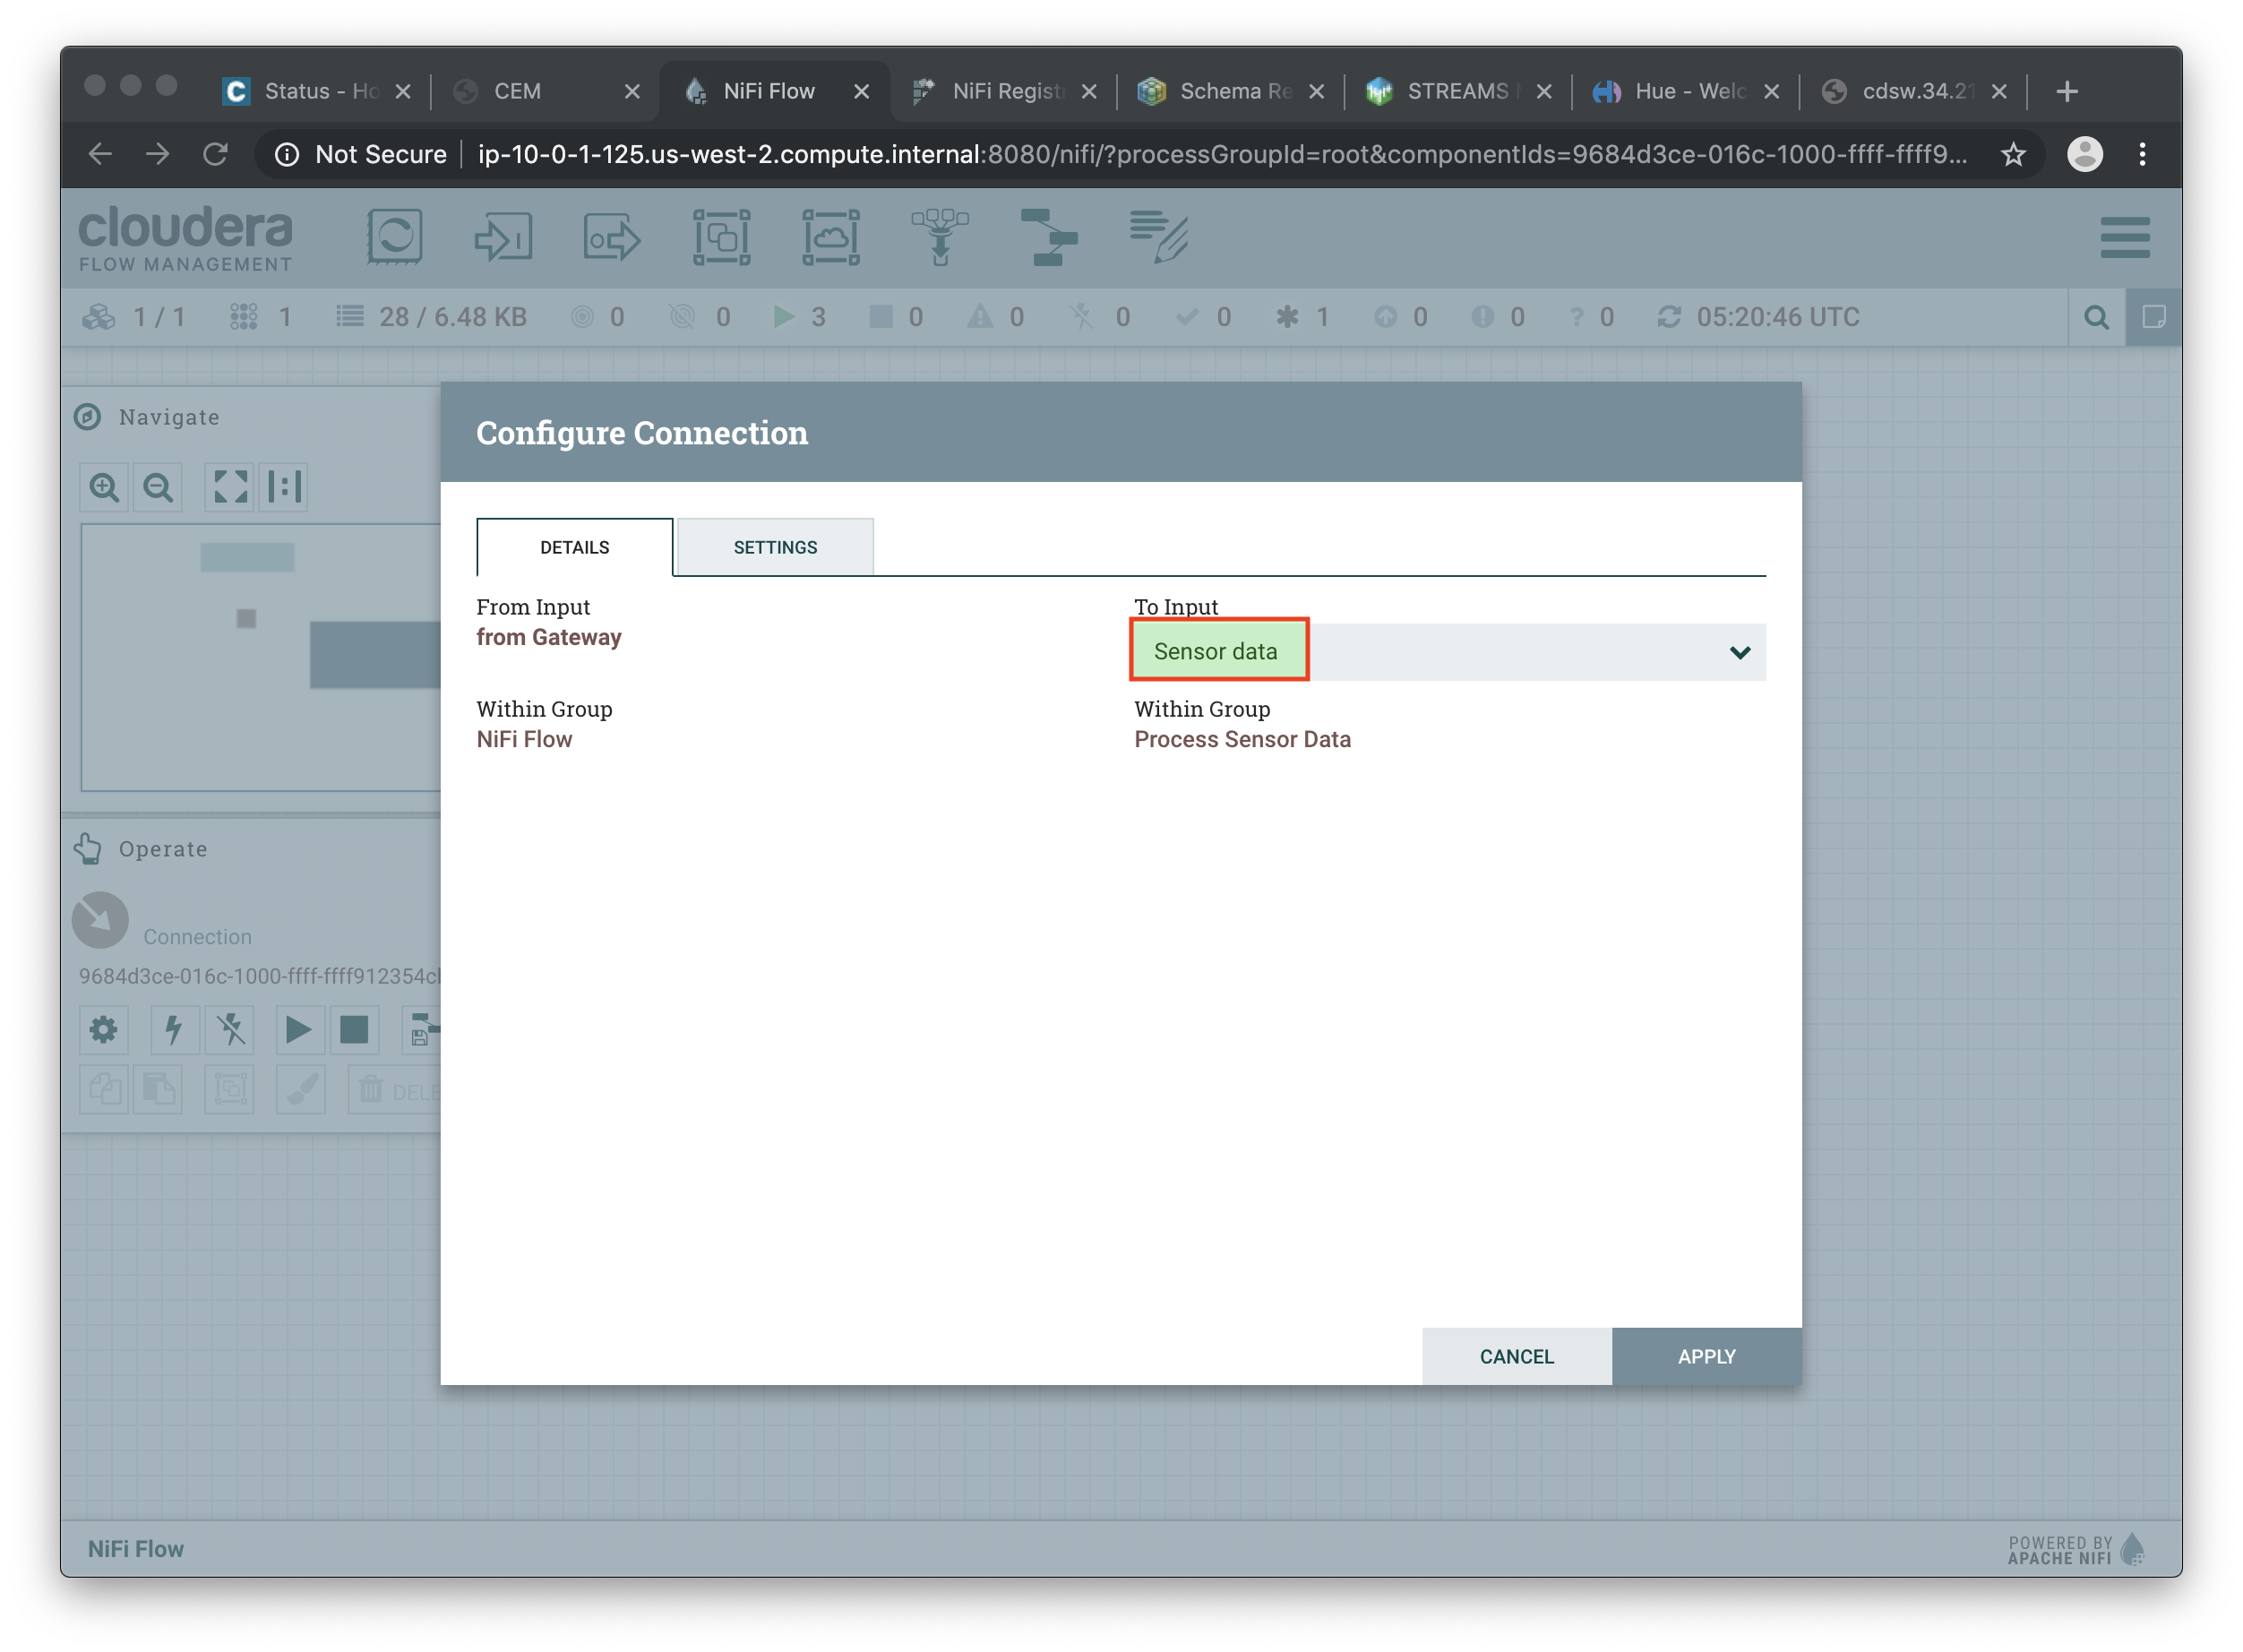 Status - Ho
CEM
NiFi Flow
NiFi Registr
Schema Re
STREAMS
Hue - Welc
cdsw.34.21
Not Secure
ip-10-0-1-125.us-west-2.compute.internal:8080/nifi/?processGroupId=root&componentIds=9684d3ce-016c-1000-ffff-ffff9...
cloudera
FLOW MANAGEMENT
1 / 1
1
28 / 6.48 KB
0
0
3
0
0
0
0
1
0
0
0
05:20:46 UTC
Navigate
Configure Connection
DETAILS
SETTINGS
From Input
from Gateway
To Input
Sensor data
Within Group
NiFi Flow
Within Group
Process Sensor Data
Operate
Connection
9684d3ce-016c-1000-ffff-ffff912354cb
DELE
CANCEL
APPLY
NiFi Flow
POWERED BY
APACHE NIFI